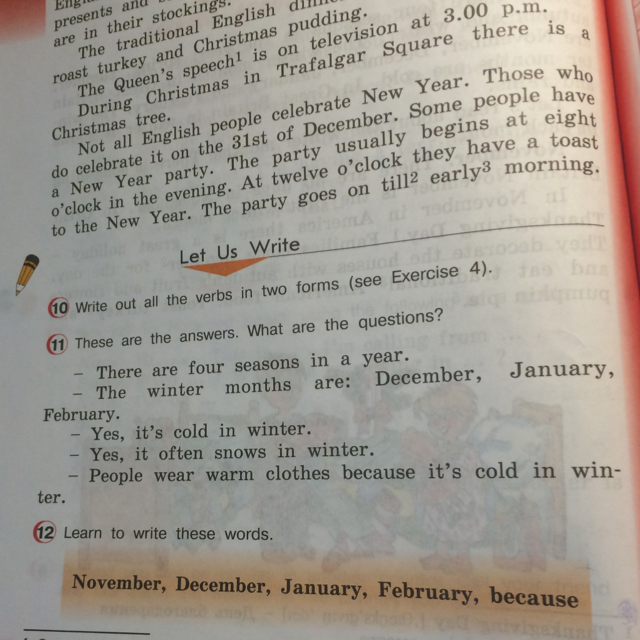 presents and
are in their stockings.
The traditional English
roast turkey and Christmas pudding.
The Queen's speech¹ is on television at 3.00 p.m.
During Christmas in Trafalgar Square there is a
Christmas tree.
Not all English people celebrate New Year. Those who
do celebrate it on the 31st of December. Some people have
a New Year party. The party usually begins at eight
o'clock in the evening. At twelve o'clock they have a toast
to the New Year. The party goes on till² early³ morning.
Let Us Write
10 Write out all the verbs in two forms (see Exercise 4).
11 These are the answers. What are the questions?
– There are four seasons in a year.
– The winter months are: December, January,
February.
– Yes, it's cold in winter.
– Yes, it often snows in winter.
– People wear warm clothes because it's cold in win-
ter.
12 Learn to write these words.
November, December, January, February, because